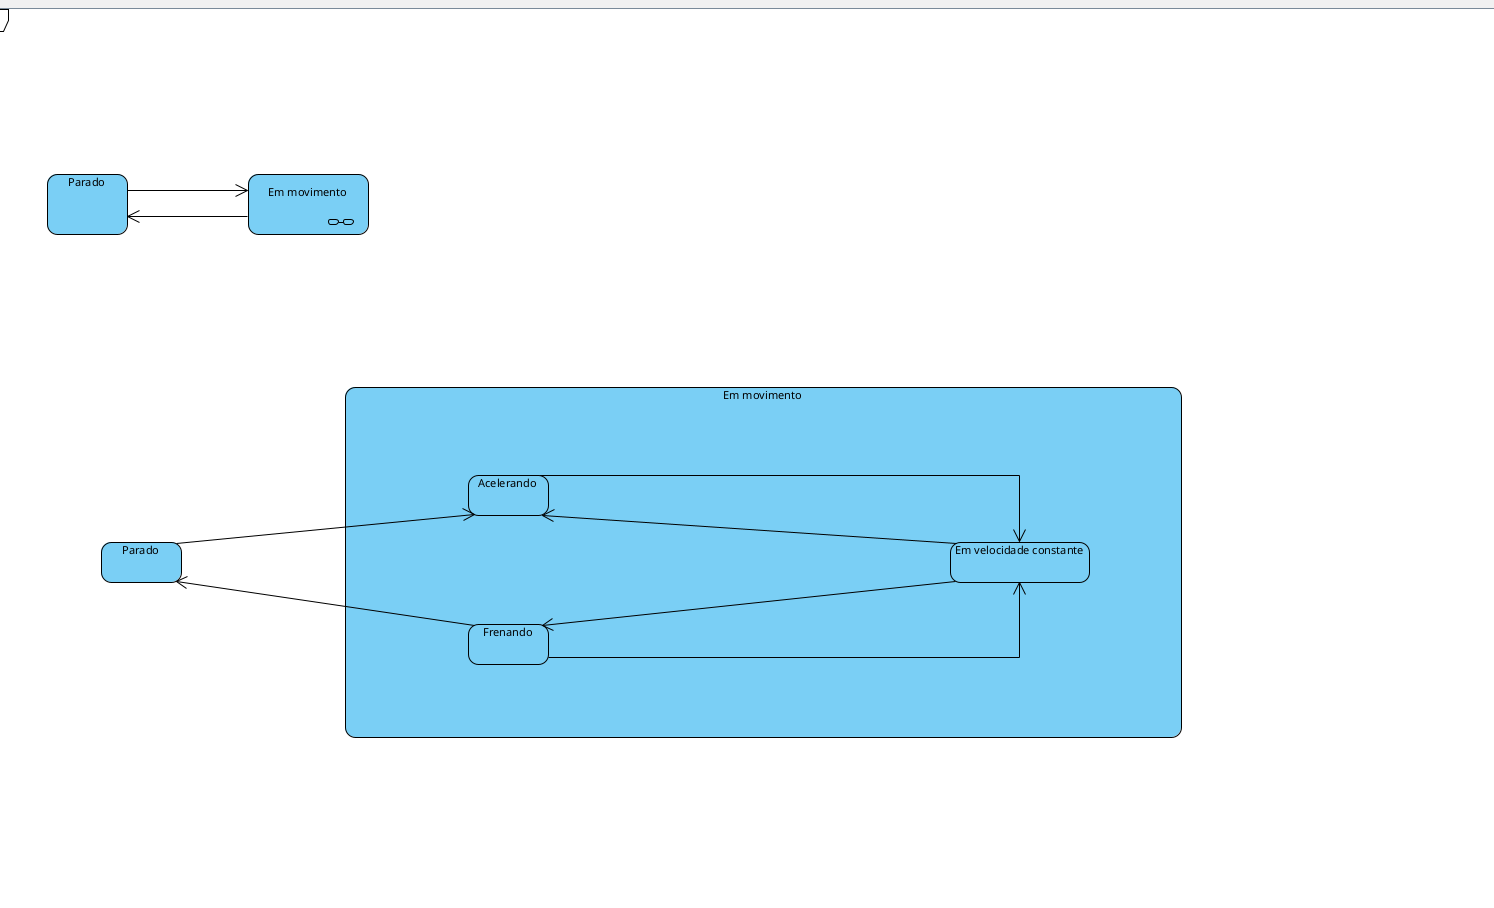 Parado
Em movimento
Em movimento
Acelerando
Parado
Em velocidade constante
Frenando